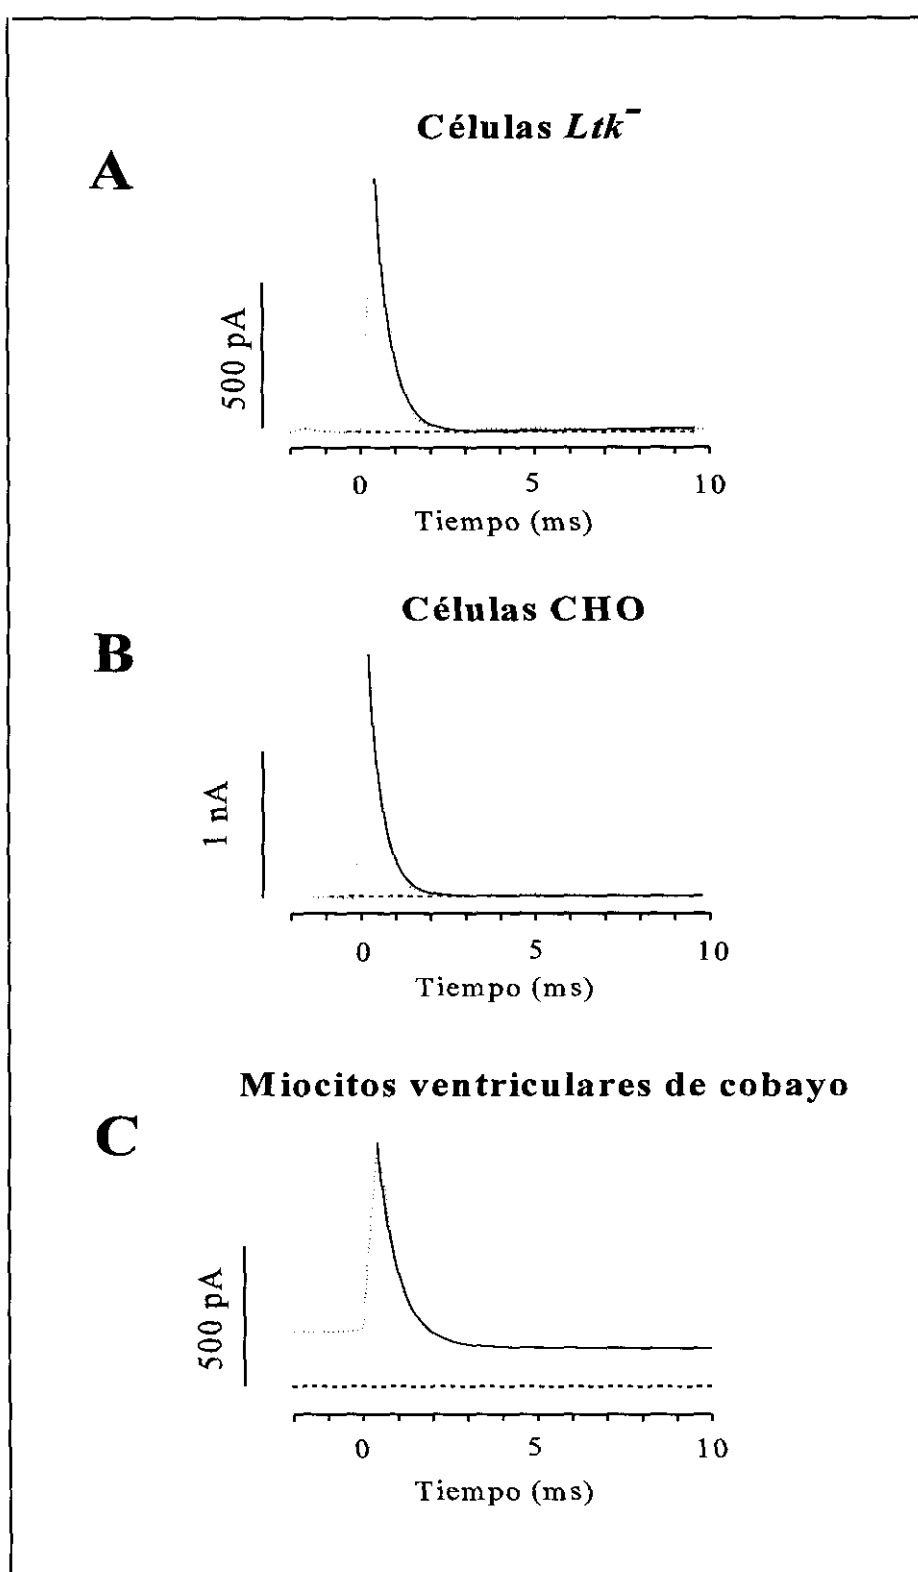 Células Ltk⁻
A
500 pA
0 5 10
Tiempo (ms)
Células CHO
B
1 nA
0 5 10
Tiempo (ms)
Miocitos ventriculares de cobayo
C
500 pA
0 5 10
Tiempo (ms)